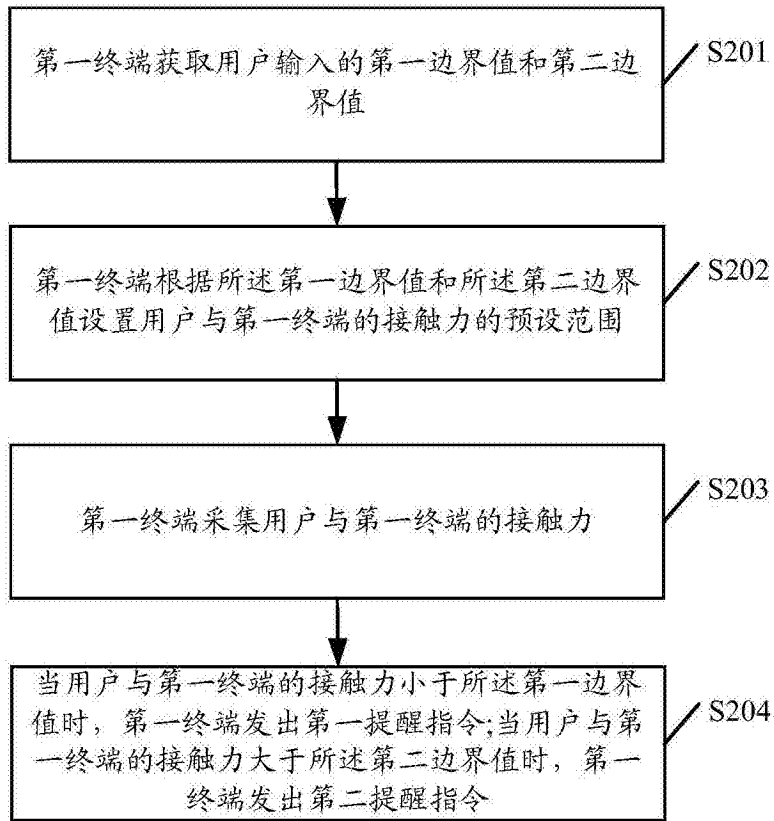 第一终端获取用户输入的第一边界值和第二边
界值
S201
第一终端根据所述第一边界值和所述第二边界
值设置用户与第一终端的接触力的预设范围
S202
第一终端采集用户与第一终端的接触力
S203
当用户与第一终端的接触力小于所述第一边界
值时，第一终端发出第一提醒指令;当用户与第
一终端的接触力大于所述第二边界值时，第一
终端发出第二提醒指令
S204